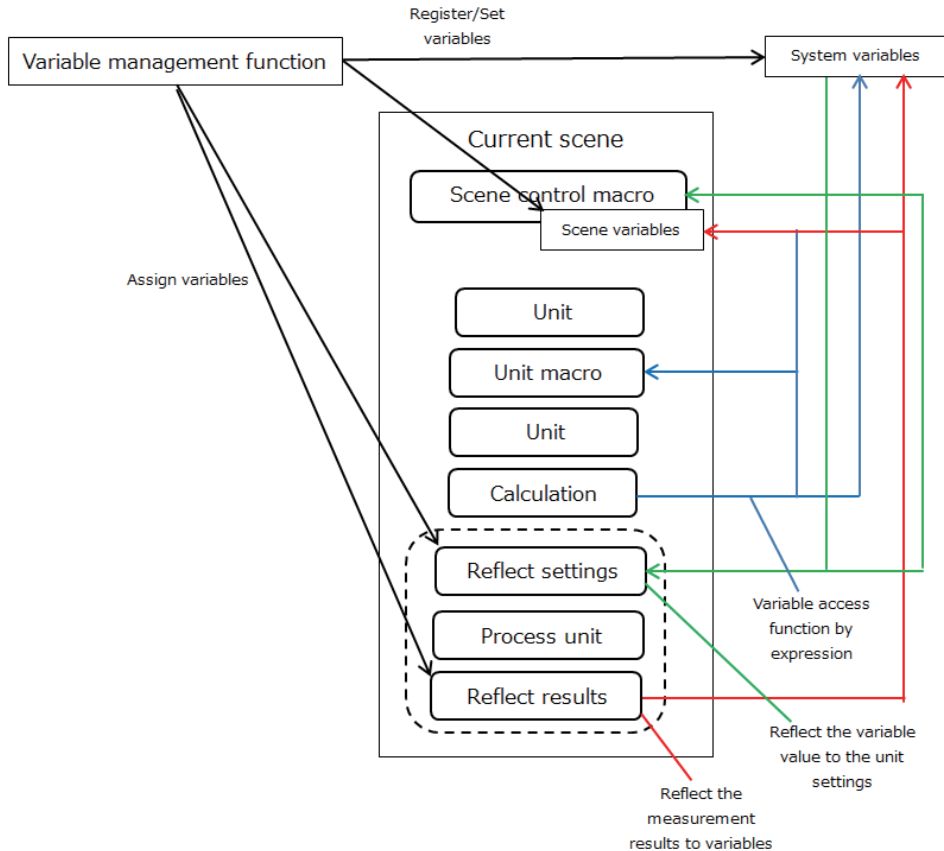 Register/Set
variables
Variable management function
System variables
Current scene
Scene control macro
Scene variables
Assign variables
Unit
Unit macro
Unit
Calculation
Reflect settings
Variable access
function by
expression
Process unit
Reflect results
Reflect the variable
value to the unit
settings
Reflect the
measurement
results to variables